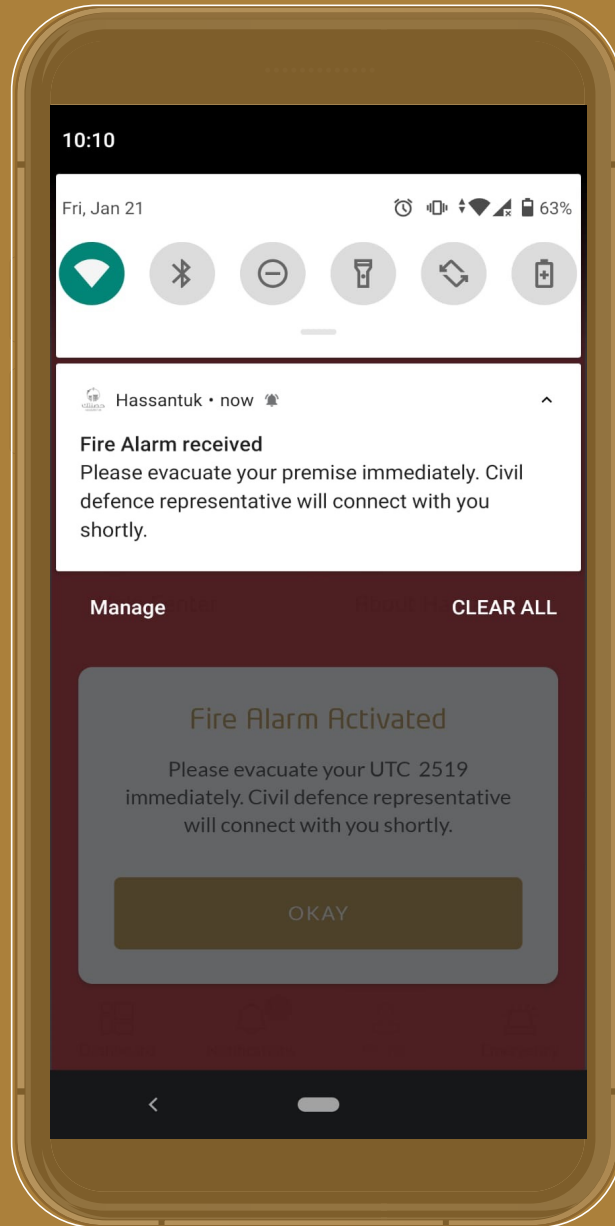 10:10
Fri, Jan 21
63%
Hassantuk • now
Fire Alarm received
Please evacuate your premise immediately. Civil
defence representative will connect with you
shortly.
Manage
CLEAR ALL
Fire Alarm Activated
Please evacuate your UTC 2519
immediately. Civil defence representative
will connect with you shortly.
OKAY